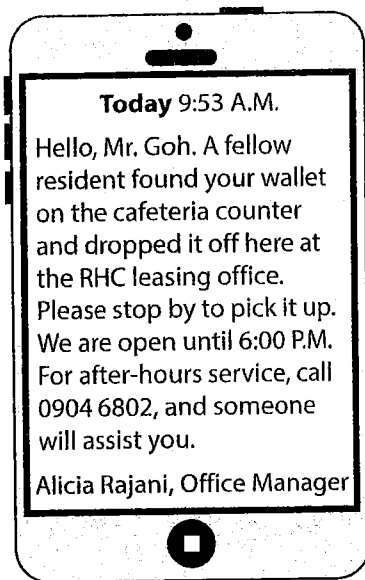 Today 9:53 A.M.
Hello, Mr. Goh. A fellow
resident found your wallet
on the cafeteria counter
and dropped it off here at
the RHC leasing office.
Please stop by to pick it up.
We are open until 6:00 P.M.
For after-hours service, call
0904 6802, and someone
will assist you.
Alicia Rajani, Office Manager